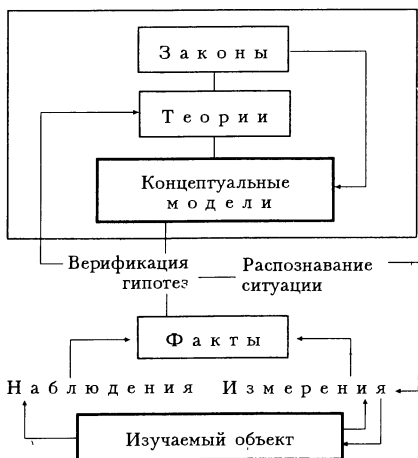 Законы
Теории
Концептуальные
модели
Верификация
гипотез
Распознавание
ситуации
Факты
Наблюдения Измерения
Изучаемый объект